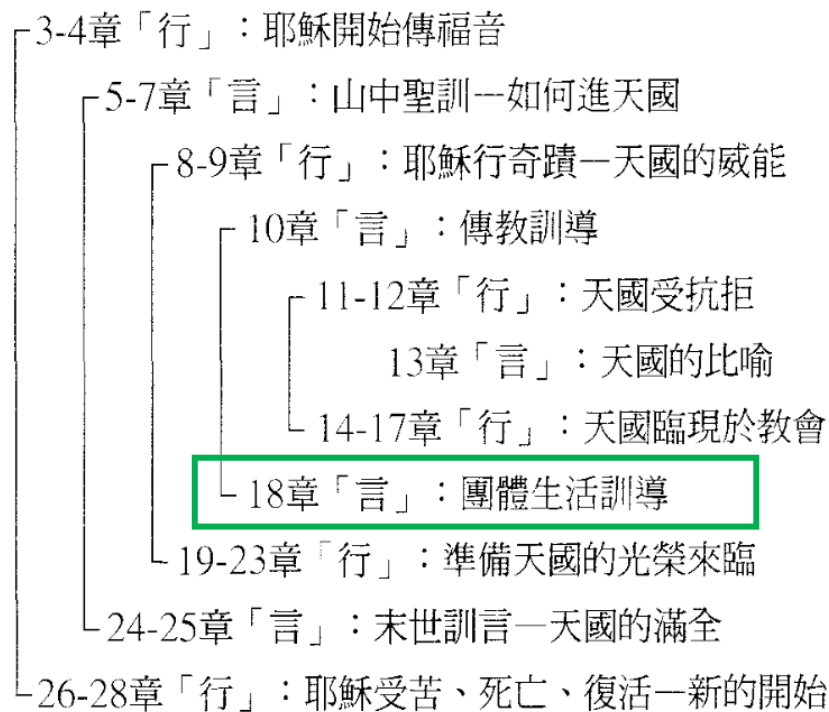 3-4章「行」：耶穌開始傳福音
5-7章「言」：山中聖訓—如何進天國
8-9章「行」：耶穌行奇蹟—天國的威能
10章「言」：傳教訓導
11-12章「行」：天國受抗拒
13章「言」：天國的比喻
14-17章「行」：天國臨現於教會
18章「言」：團體生活訓導
19-23章「行」：準備天國的光榮來臨
24-25章「言」：末世訓言—天國的滿全
26-28章「行」：耶穌受苦、死亡、復活—新的開始